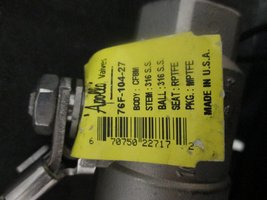 Apollo Valves
76F-104-27
BODY: CF8M
STEM: 316 S.S.
BALL: 316 S.S.
SEAT: RPTFE
PKG.: MPTFE
MADE IN U.S.A.
6 70750 22717 2